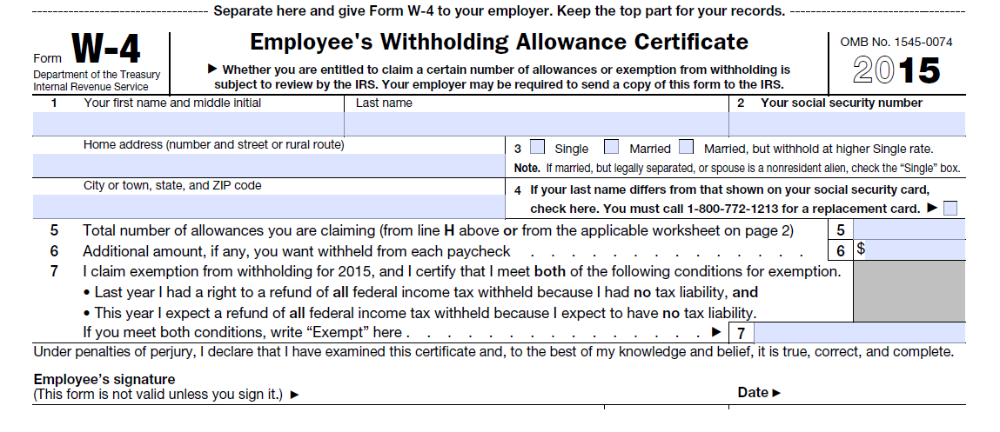 Separate here and give Form W-4 to your employer. Keep the top part for your records.
Form W-4
Department of the Treasury
Internal Revenue Service
Employee's Withholding Allowance Certificate
▶ Whether you are entitled to claim a certain number of allowances or exemption from withholding is
subject to review by the IRS. Your employer may be required to send a copy of this form to the IRS.
OMB No. 1545-0074
2015
1 Your first name and middle initial
Last name
2 Your social security number
Home address (number and street or rural route)
3 Single Married Married, but withhold at higher Single rate.
Note. If married, but legally separated, or spouse is a nonresident alien, check the “Single” box.
City or town, state, and ZIP code
4 If your last name differs from that shown on your social security card,
check here. You must call 1-800-772-1213 for a replacement card. ▶
5 Total number of allowances you are claiming (from line H above or from the applicable worksheet on page 2) 5
6 Additional amount, if any, you want withheld from each paycheck . . . . . . . . . . . . . . 6 $
7 I claim exemption from withholding for 2015, and I certify that I meet both of the following conditions for exemption.
• Last year I had a right to a refund of all federal income tax withheld because I had no tax liability, and
• This year I expect a refund of all federal income tax withheld because I expect to have no tax liability.
If you meet both conditions, write “Exempt” here . . . . . . . . . . . . . . . ▶ 7
Under penalties of perjury, I declare that I have examined this certificate and, to the best of my knowledge and belief, it is true, correct, and complete.
Employee’s signature
(This form is not valid unless you sign it.) ▶
Date ▶